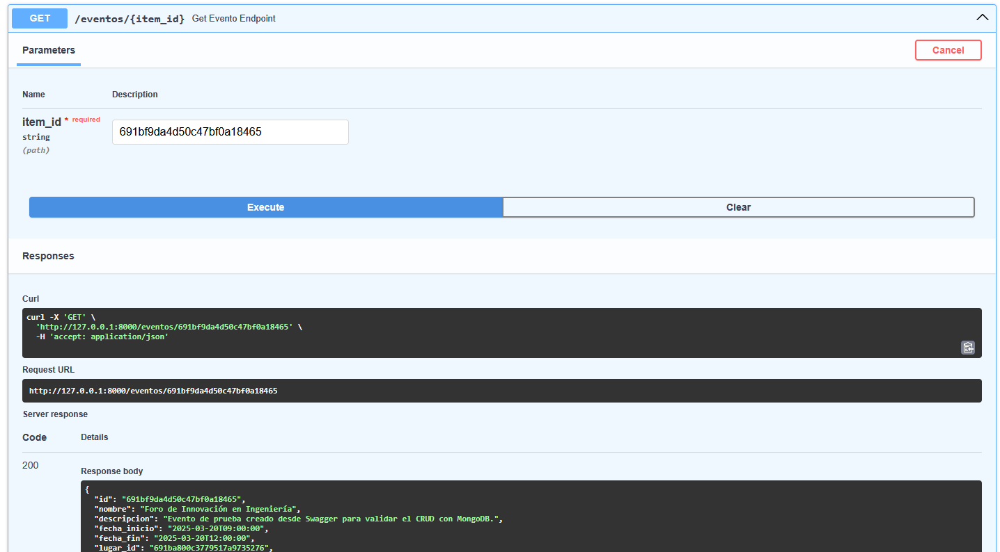 GET /eventos/{item_id} Get Evento Endpoint
Parameters
Cancel
Name Description
item_id * required
string
(path)
691bf9da4d50c47bf0a18465
Execute Clear
Responses
Curl
curl -X 'GET' \
'http://127.0.0.1:8000/eventos/691bf9da4d50c47bf0a18465' \
-H 'accept: application/json'
Request URL
http://127.0.0.1:8000/eventos/691bf9da4d50c47bf0a18465
Server response
Code Details
200
Response body
{
"id": "691bf9da4d50c47bf0a18465",
"nombre": "Foro de Innovación en Ingeniería",
"descripcion": "Evento de prueba creado desde Swagger para validar el CRUD con MongoDB.",
"fecha_inicio": "2025-03-20T09:00:00",
"fecha_fin": "2025-03-20T12:00:00",
"lugar_id": "691ba800c3779517a9735276",